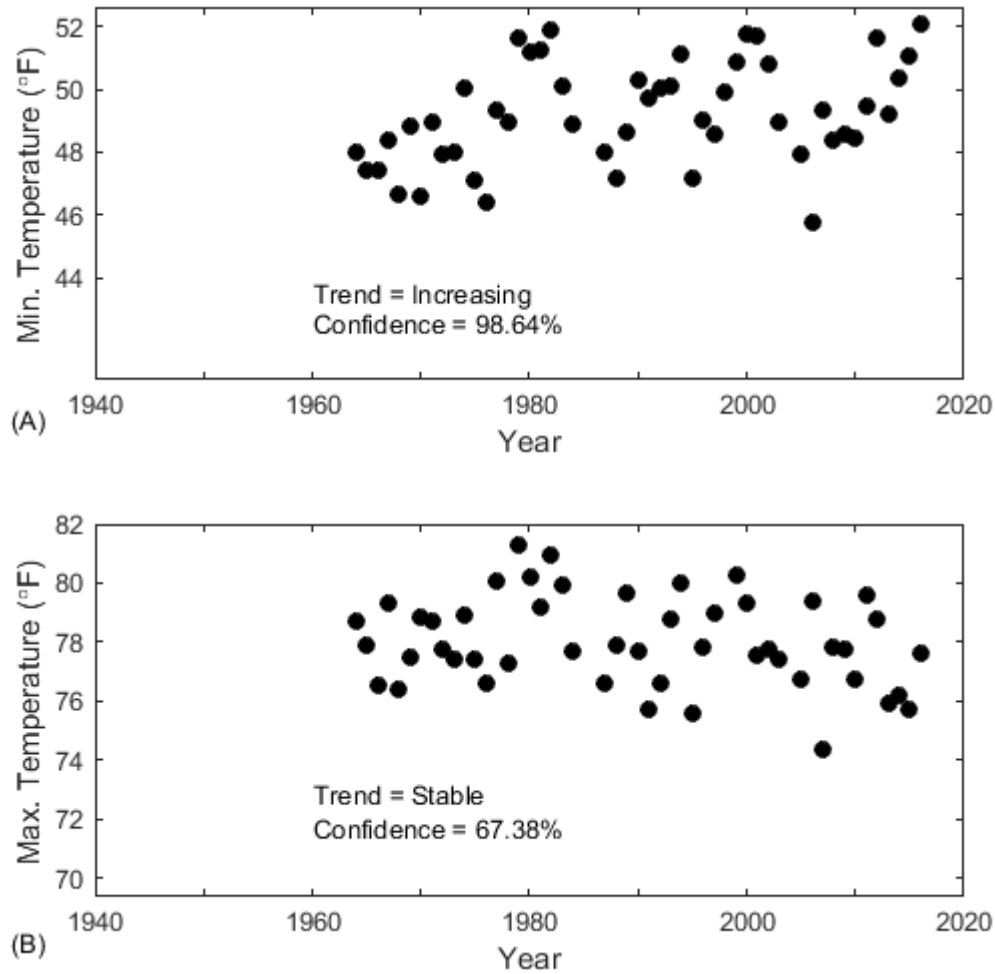 52
50
48
46
44
Min. Temperature (°F)
Trend = Increasing
Confidence = 98.64%
1940 1960 1980 2000 2020
(A)
Year
82
80
78
76
74
72
70
Max. Temperature (°F)
Trend = Stable
Confidence = 67.38%
1940 1960 1980 2000 2020
(B)
Year